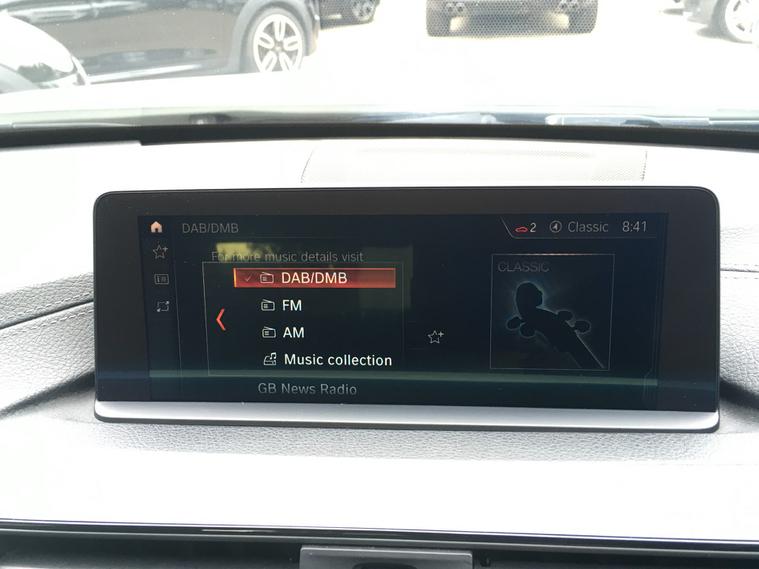 DAB/DMB
2 Classic 8:41
For more music details visit
DAB/DMB
FM
AM
Music collection
GB News Radio
CLASSIC